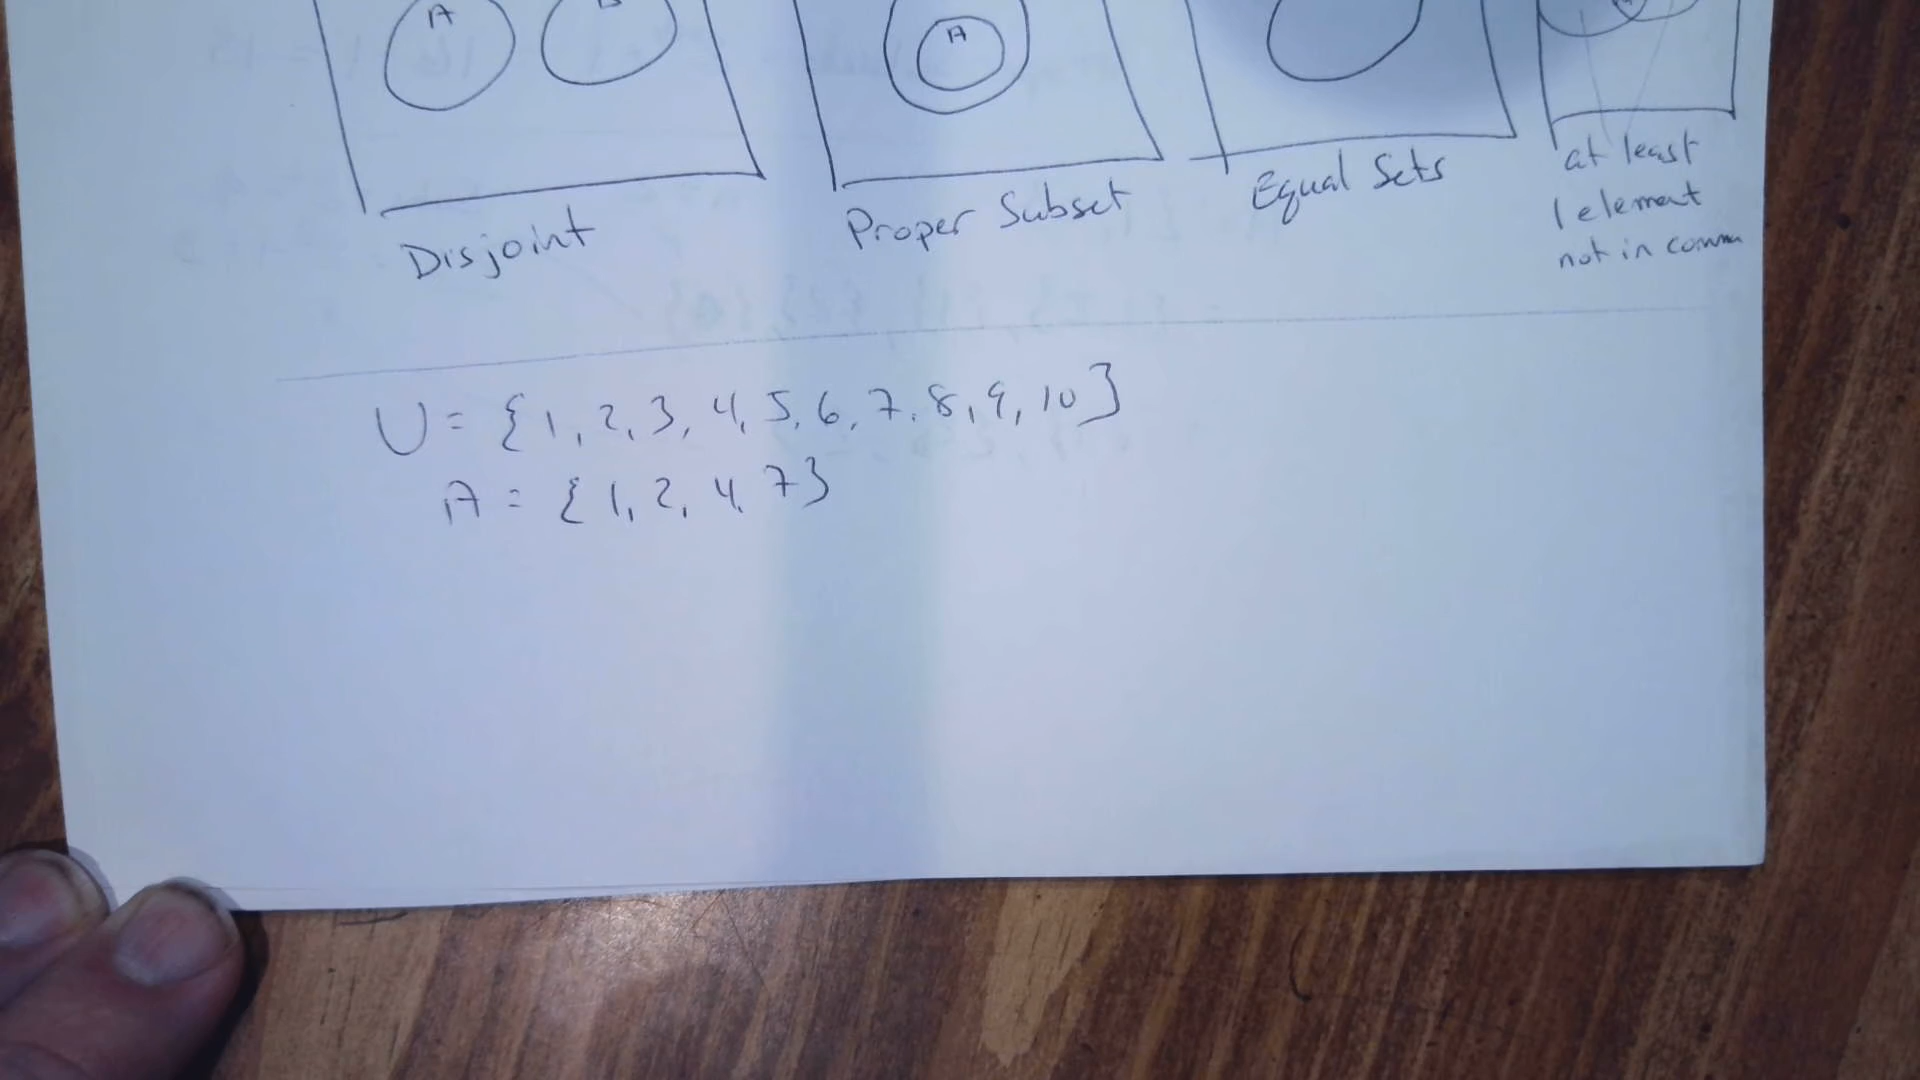 A
A
Disjoint
Proper Subset
Equal Sets
at least
1 element
not in comm
U = { 1, 2, 3, 4, 5, 6, 7, 8, 9, 10 }
A = { 1, 2, 4, 7 }